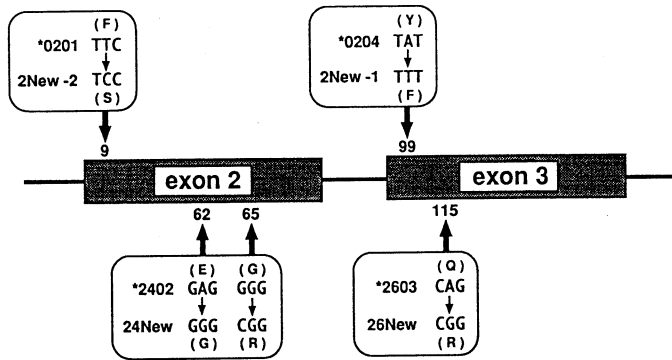 (F)
*0201 TTC
2New -2 TCC
(S)
(Y)
*0204 TAT
2New -1 TTT
(F)
9
99
exon 2
exon 3
62
65
115
(E) (G)
*2402 GAG GGG
24New GGG CGG
(G) (R)
(Q)
*2603 CAG
26New CGG
(R)